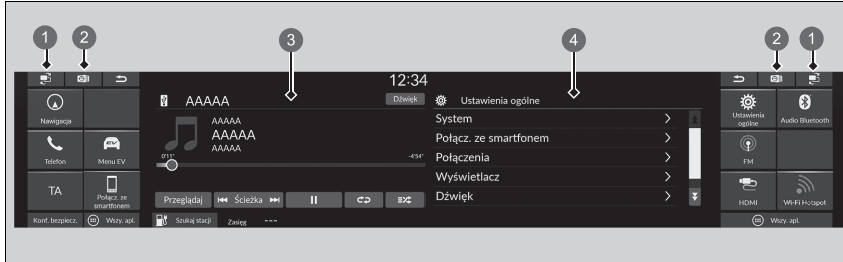 1
2
3
4
2
1
12:34
Nawigacja
Telefon
EV
Menu EV
TA
Połącz. ze smartfonem
Konf. bezpiecz.
Wszy. apl.
AAAAA
Dźwięk
AAAAA
AAAAA
AAAAA
0'11"
-4'54"
Przeglądaj
Ścieżka
Szukaj stacji
Zasięg
---
Ustawienia ogólne
System
Połącz. ze smartfonem
Połączenia
Wyświetlacz
Dźwięk
Ustawienia ogólne
Audio Bluetooth
FM
HDMI
Wi-Fi Hotspot
Wszy. apl.